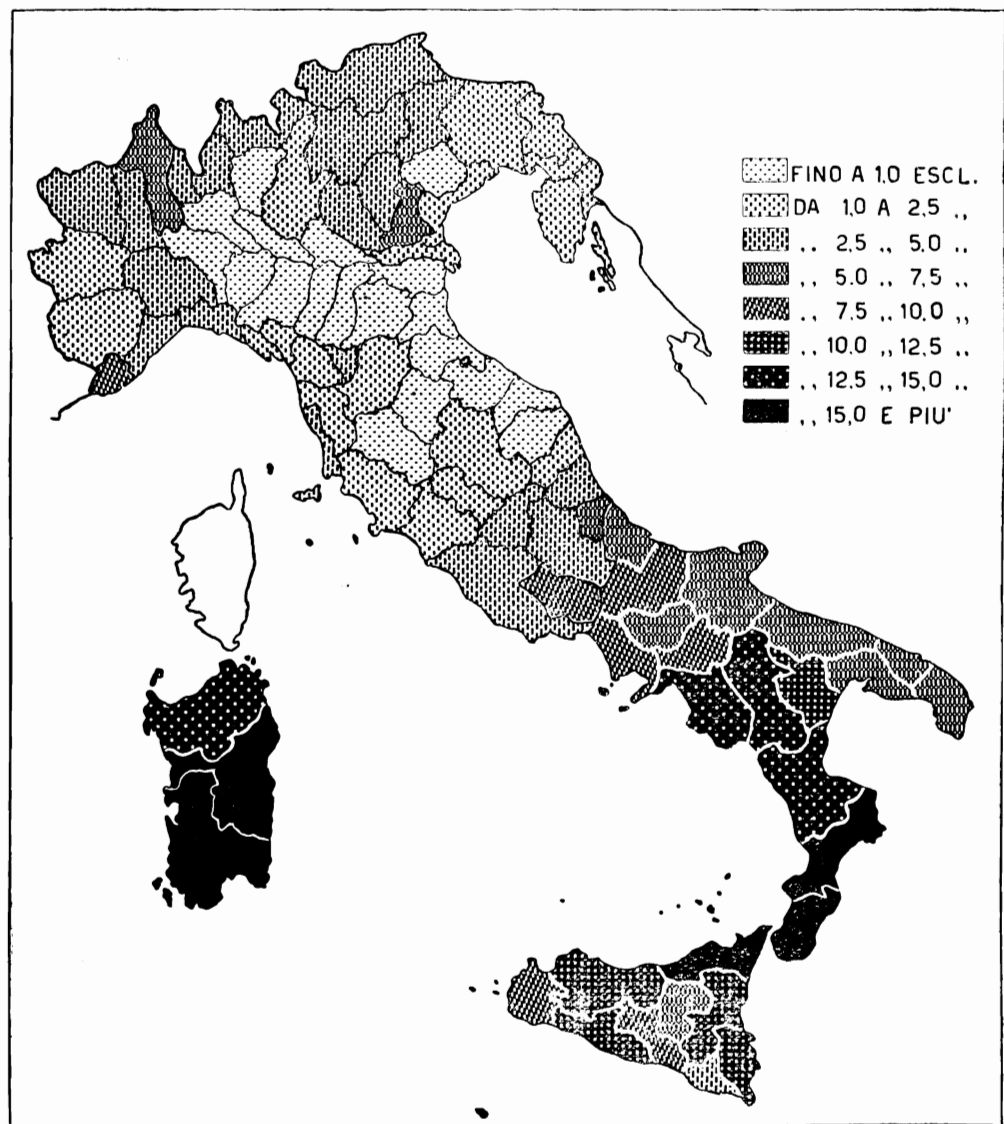 FINO A 1.0 ESCL.
DA 1.0 A 2.5 ,,
,, 2.5 ,, 5.0 ,,
,, 5.0 ,, 7.5 ,,
,, 7.5 ,, 10.0 ,,
,, 10.0 ,, 12.5 ,,
,, 12.5 ,, 15.0 ,,
,, 15.0 E PIU'